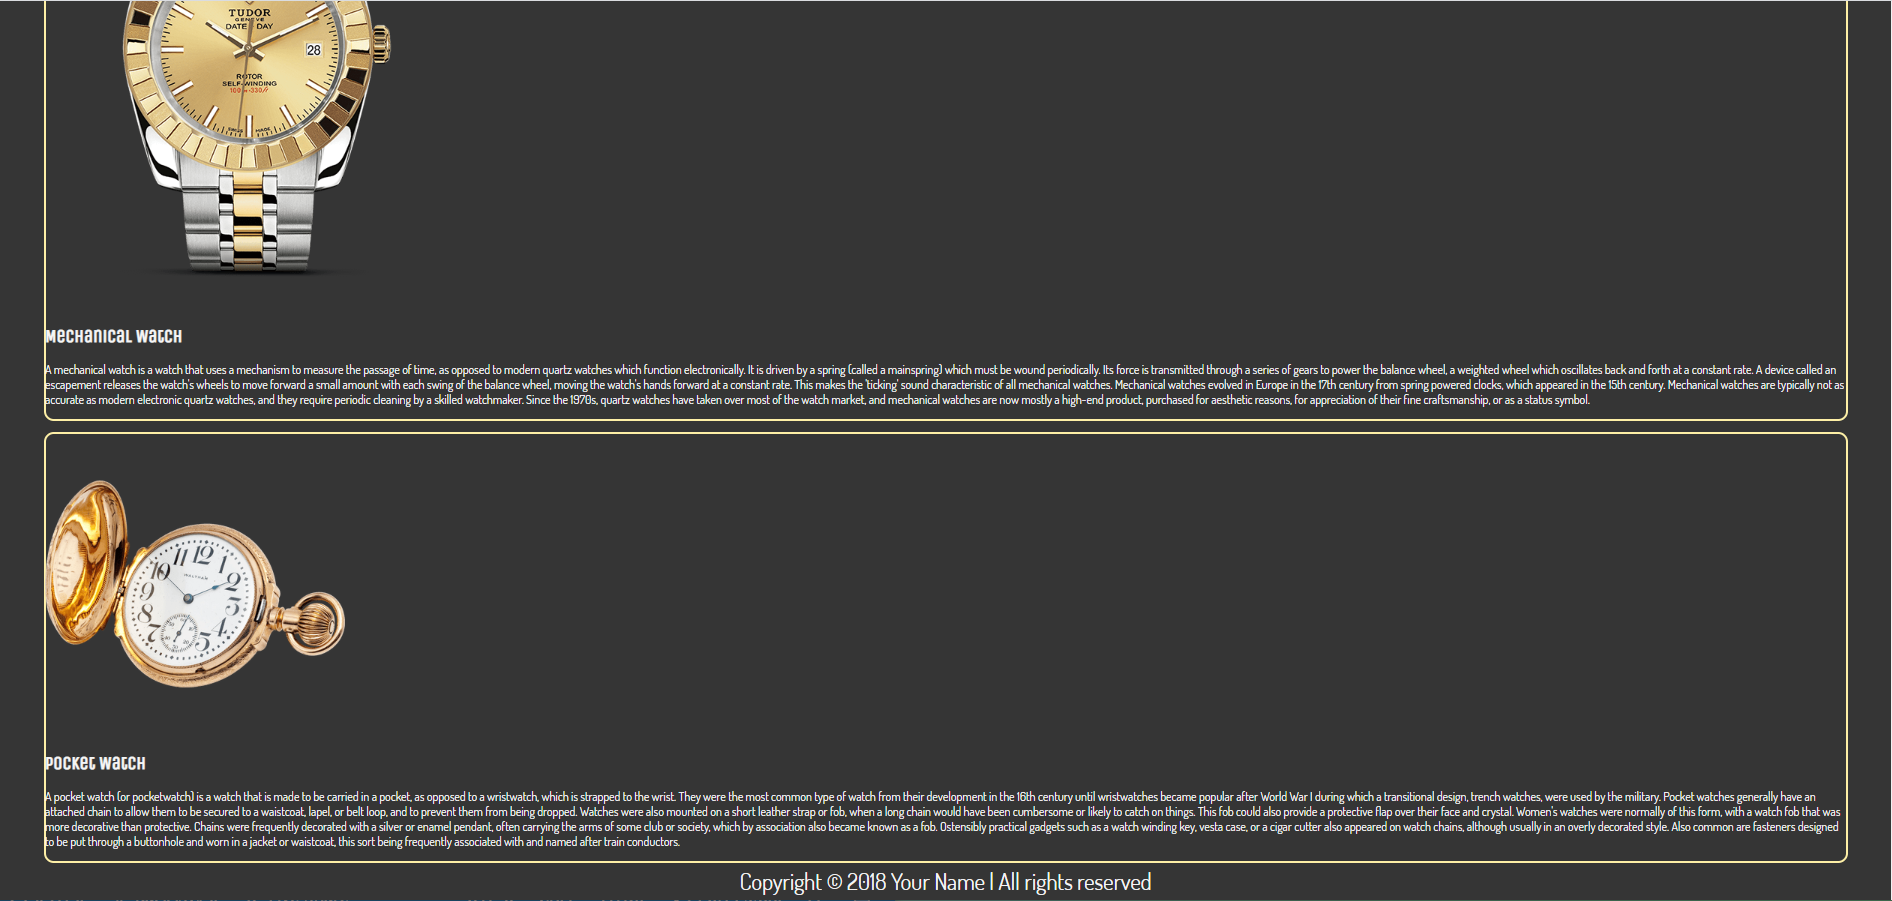 TUDOR
GENEVE
DATE DAY
28
ROTOR
SELF-WINDING
SWISS MADE
Mechanical Watch
A mechanical watch is a watch that uses a mechanism to measure the passage of time, as opposed to modern quartz watches which function electronically. It is driven by a spring (called a mainspring) which must be wound periodically. Its force is transmitted through a series of gears to power the balance wheel, a weighted wheel which oscillates back and forth at a constant rate. A device called an
escapement releases the watch's wheels to move forward a small amount with each swing of the balance wheel, moving the watch's hands forward at a constant rate. This makes the 'ticking' sound characteristic of all mechanical watches. Mechanical watches evolved in Europe in the 17th century from spring powered clocks, which appeared in the 15th century. Mechanical watches are typically not as
accurate as modern electronic quartz watches, and they require periodic cleaning by a skilled watchmaker. Since the 1970s, quartz watches have taken over most of the watch market, and mechanical watches are now mostly a high-end product, purchased for aesthetic reasons, for appreciation of their fine craftsmanship, or as a status symbol.
11 12 1
10 2
9 3
8 4
7 5
WALTHAM
Pocket Watch
A pocket watch (or pocketwatch) is a watch that is made to be carried in a pocket, as opposed to a wristwatch, which is strapped to the wrist. They were the most common type of watch from their development in the 16th century until wristwatches became popular after World War I during which a transitional design, trench watches, were used by the military. Pocket watches generally have an
attached chain to allow them to be secured to a waistcoat, lapel, or belt loop, and to prevent them from being dropped. Watches were also mounted on a short leather strap or fob, when a long chain would have been cumbersome or likely to catch on things. This fob could also provide a protective flap over their face and crystal. Women's watches were normally of this form, with a watch fob that was
more decorative than protective. Chains were frequently decorated with a silver or enamel pendant, often carrying the arms of some club or society, which by association also became known as a fob. Ostensibly practical gadgets such as a watch winding key, vesta case, or a cigar cutter also appeared on watch chains, although usually in an overly decorated style. Also common are fasteners designed
to be put through a buttonhole and worn in a jacket or waistcoat, this sort being frequently associated with and named after train conductors.
Copyright © 2018 Your Name | All rights reserved